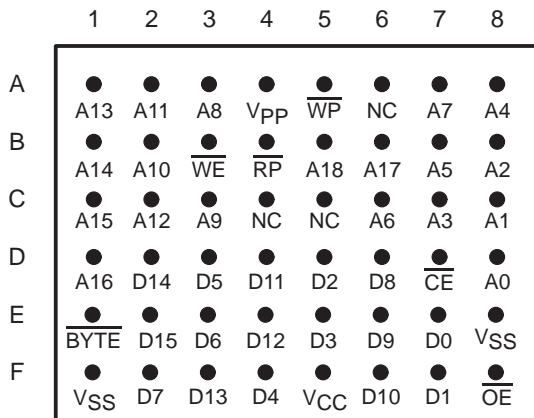 1 2 3 4 5 6 7 8
A
A13 A11 A8 VPP WP NC A7 A4
B
A14 A10 WE RP A18 A17 A5 A2
C
A15 A12 A9 NC NC A6 A3 A1
D
A16 D14 D5 D11 D2 D8 CE A0
E
BYTE D15 D6 D12 D3 D9 D0 VSS
F
VSS D7 D13 D4 VCC D10 D1 OE